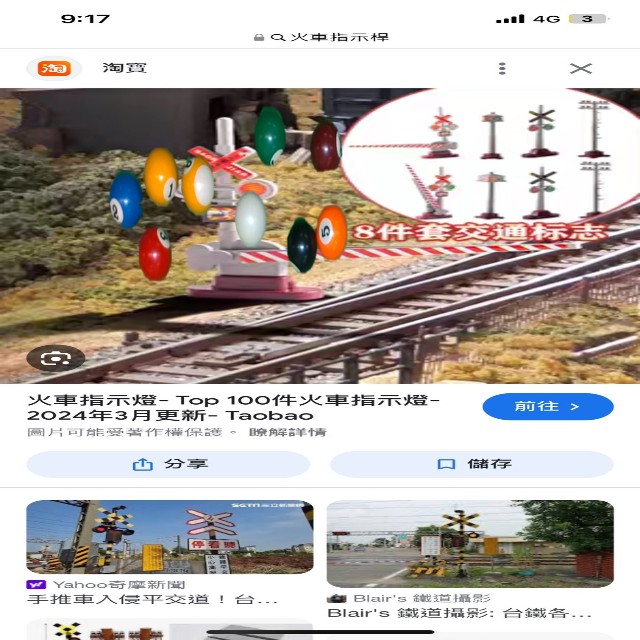 9:17
4G
3
火車指示桿
淘
淘寶
8件套交通标志
2
1
5
火車指示燈- Top 100件火車指示燈-
2024年3月更新- Taobao
前往 >
圖片可能受著作權保護。 瞭解詳情
分享
儲存
停看聽
Yahoo奇摩新聞
手推車入侵平交道！台...
Blair's 鐵道攝影
Blair's 鐵道攝影: 台鐵各...